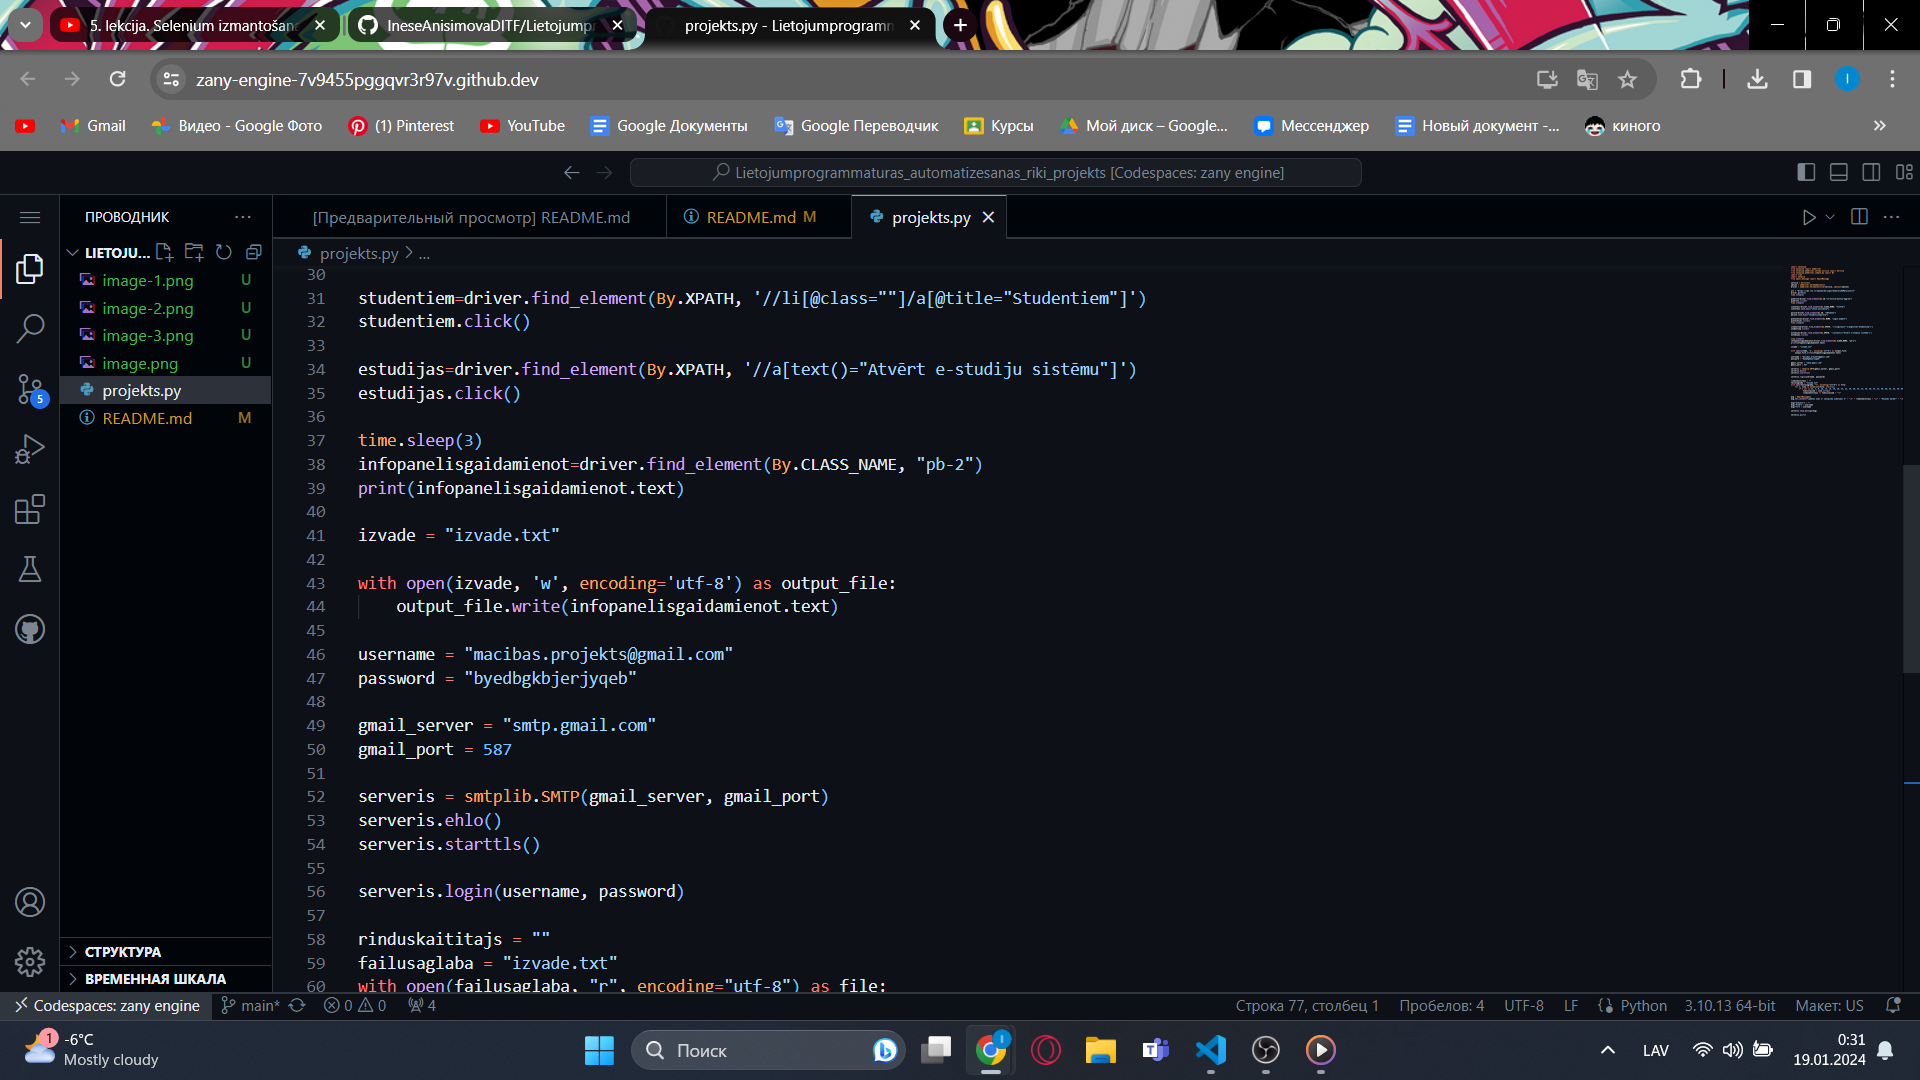 5. lekcija. Selenium izmantošan
IneseAnisimovaDITF/Lietojumpr
projekts.py - Lietojumprogramm
zany-engine-7v9455pggqvr3r97v.github.dev
Gmail
Видео - Google Фото
(1) Pinterest
YouTube
Google Документы
Google Переводчик
Курсы
Мой диск – Google...
Мессенджер
Новый документ -...
киного
Lietojumprogrammaturas_automatizesanas_riki_projekts [Codespaces: zany engine]
ПРОВОДНИК
[Предварительный просмотр] README.md
README.md M
projekts.py
LIETOJU...
projekts.py > ...
image-1.png U
image-2.png U
image-3.png U
image.png U
projekts.py
README.md M
30
31 studentiem=driver.find_element(By.XPATH, '//li[@class=""]/a[@title="Studentiem"]')
32 studentiem.click()
33
34 estudijas=driver.find_element(By.XPATH, '//a[text()="Atvērt e-studiju sistēmu"]')
35 estudijas.click()
36
37 time.sleep(3)
38 infopanelisgaidamienot=driver.find_element(By.CLASS_NAME, "pb-2")
39 print(infopanelisgaidamienot.text)
40
41 izvade = "izvade.txt"
42
43 with open(izvade, 'w', encoding='utf-8') as output_file:
44 output_file.write(infopanelisgaidamienot.text)
45
46 username = "macibas.projekts@gmail.com"
47 password = "byedbgkbjerjyqeb"
48
49 gmail_server = "smtp.gmail.com"
50 gmail_port = 587
51
52 serveris = smtplib.SMTP(gmail_server, gmail_port)
53 serveris.ehlo()
54 serveris.starttls()
55
56 serveris.login(username, password)
57
58 rinduskaititajs = ""
59 failusaglaba = "izvade.txt"
60 with open(failusaglaba, "r", encoding="utf-8") as file:
5
СТРУКТУРА
ВРЕМЕННАЯ ШКАЛА
Codespaces: zany engine
main*
0 0
4
Строка 77, столбец 1
Пробелов: 4
UTF-8
LF
Python
3.10.13 64-bit
Макет: US
1
-6°C
Mostly cloudy
Поиск
LAV
0:31
19.01.2024